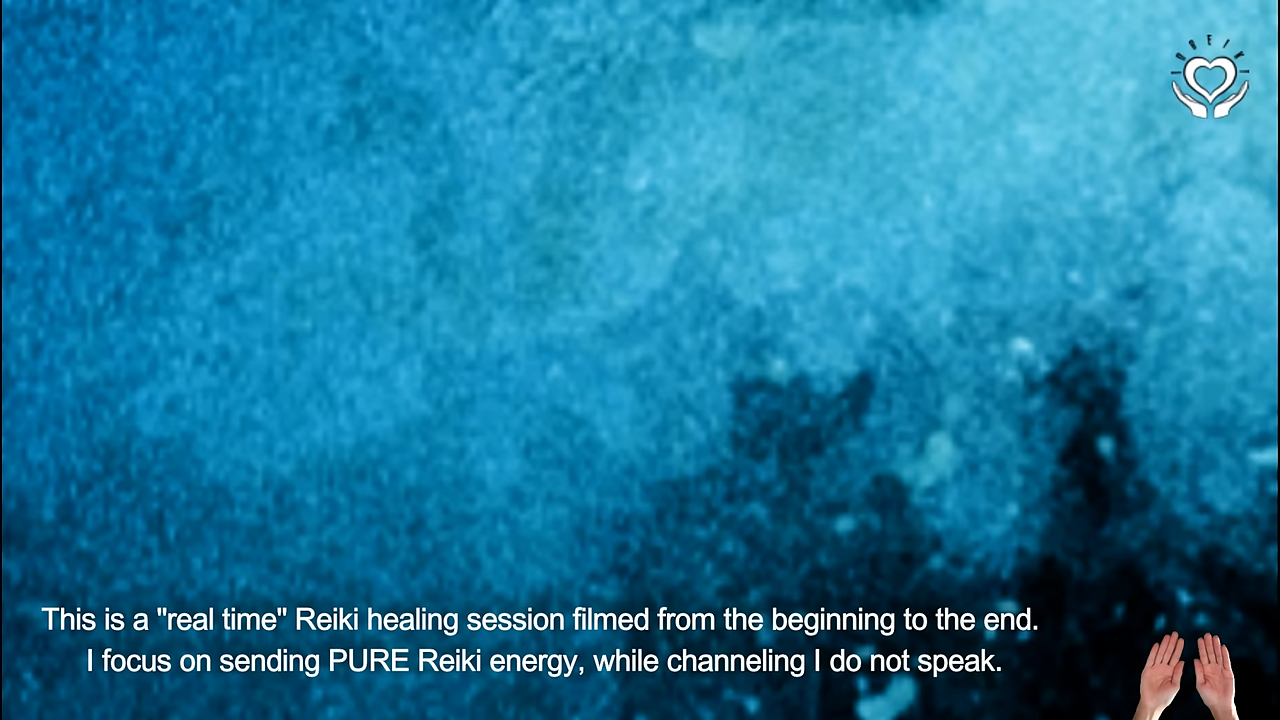 This is a "real time" Reiki healing session filmed from the beginning to the end.
I focus on sending PURE Reiki energy, while channeling I do not speak.